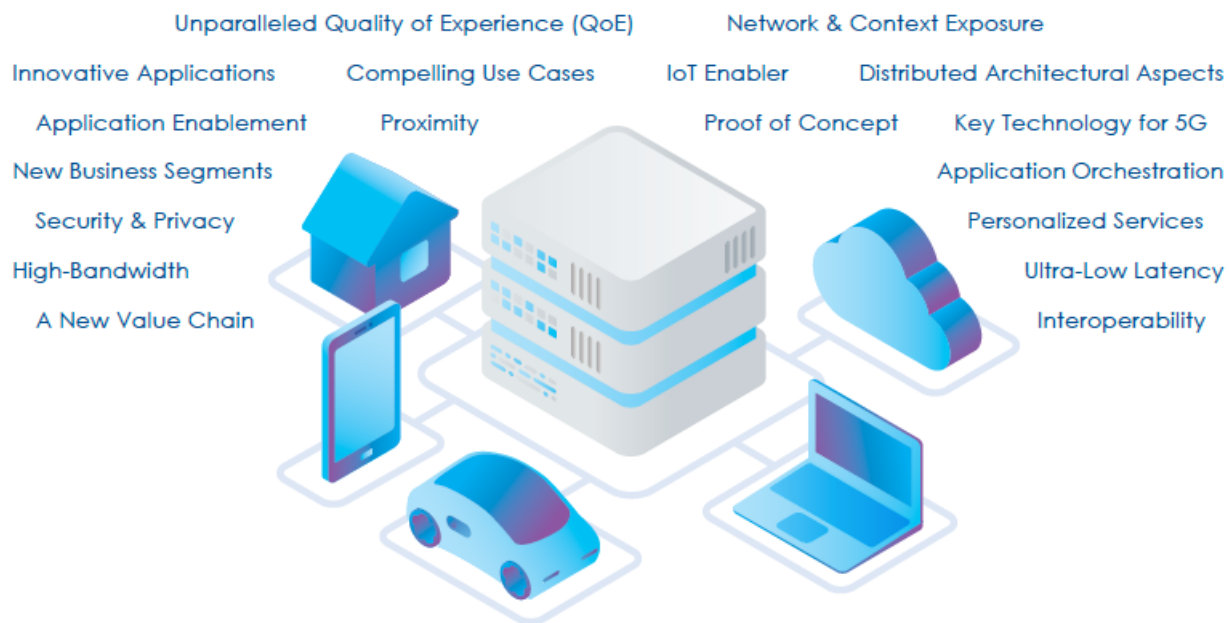 Unparalleled Quality of Experience (QoE)
Network & Context Exposure
Innovative Applications
Compelling Use Cases
IoT Enabler
Distributed Architectural Aspects
Application Enablement
Proximity
Proof of Concept
Key Technology for 5G
New Business Segments
Application Orchestration
Security & Privacy
Personalized Services
High-Bandwidth
Ultra-Low Latency
A New Value Chain
Interoperability